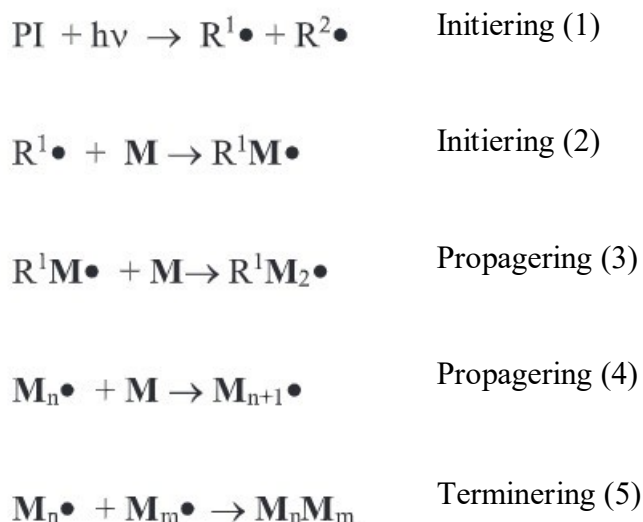 PI + hν → R¹● + R²● Initiering (1)
R¹● + M → R¹M● Initiering (2)
R¹M● + M → R¹M₂● Propagering (3)
Mₙ● + M → Mₙ₊₁● Propagering (4)
Mₙ● + Mₘ● → MₙMₘ Terminering (5)